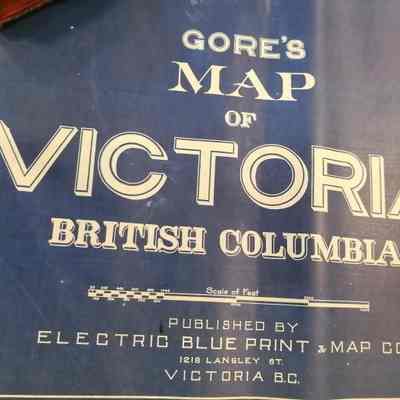 GORE'S
MAP
OF
VICTORIA
BRITISH COLUMBIA
Scale of Feet
PUBLISHED BY
ELECTRIC BLUE PRINT & MAP CO
1218 LANGLEY ST.
VICTORIA B.C.